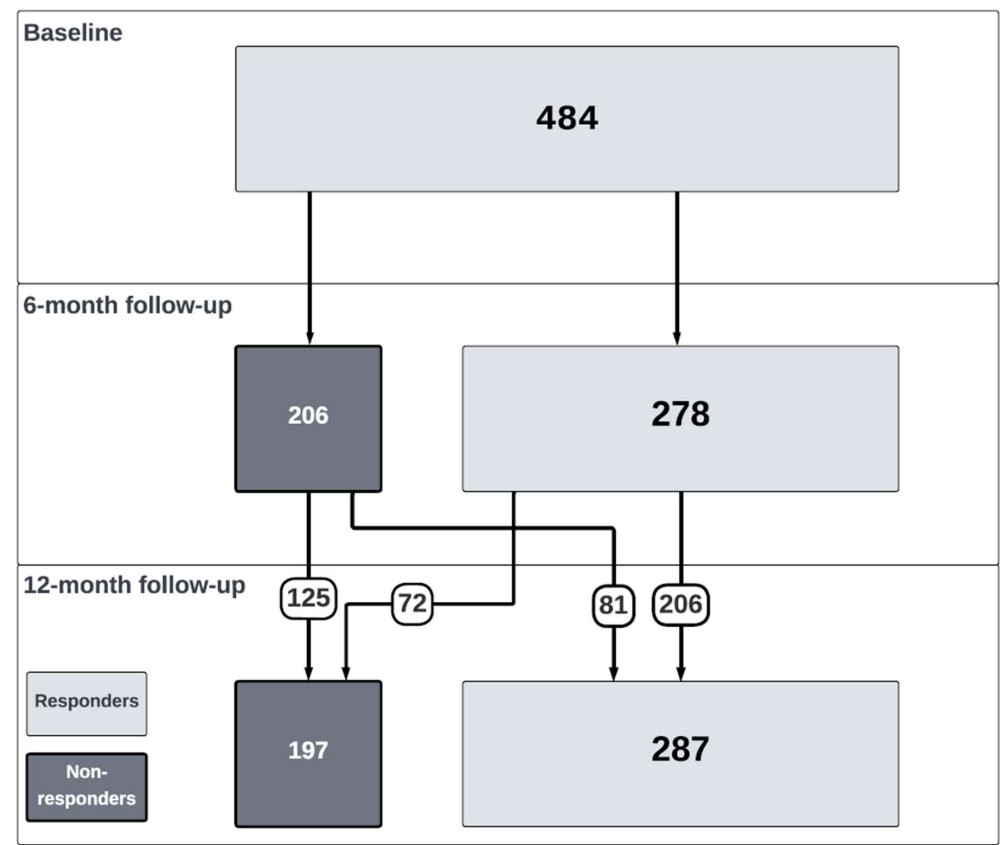 Baseline
484
6-month follow-up
206
278
12-month follow-up
125
72
81
206
Responders
Non-
responders
197
287